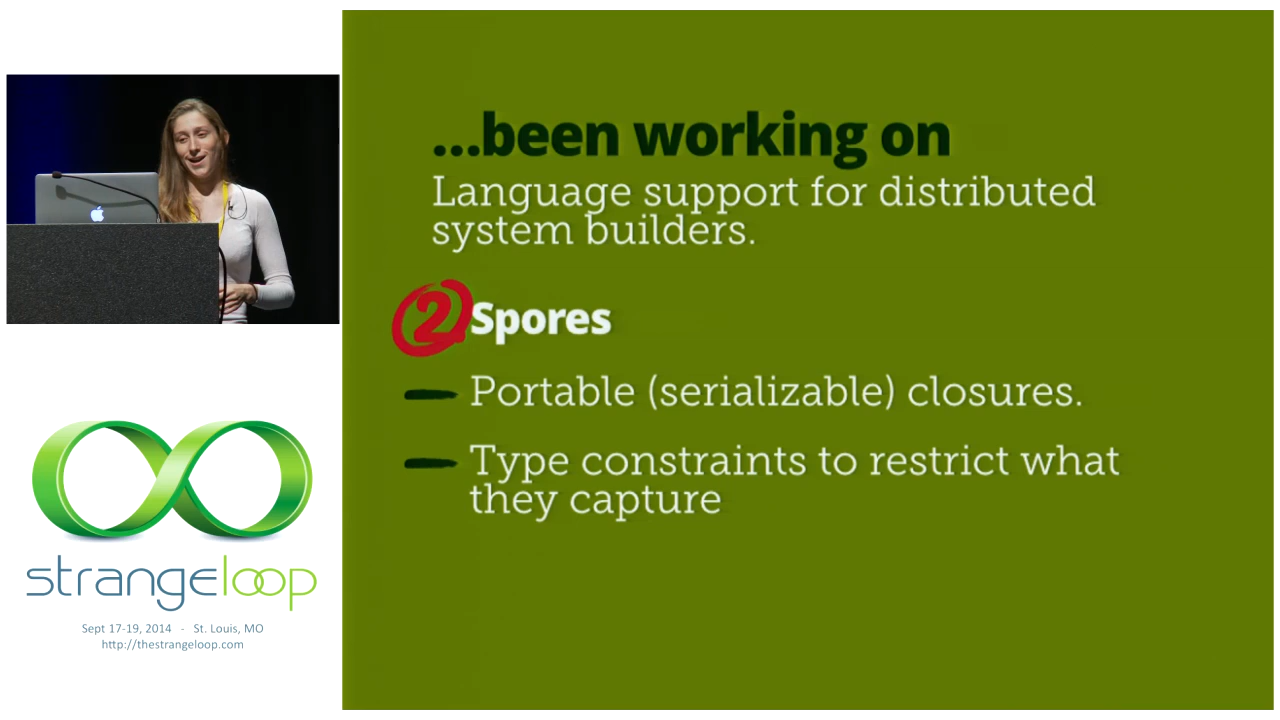 ...been working on
Language support for distributed
system builders.
2 Spores
Portable (serializable) closures.
Type constraints to restrict what
they capture
strangeloop
Sept 17-19, 2014 - St. Louis, MO
http://thestrangeloop.com